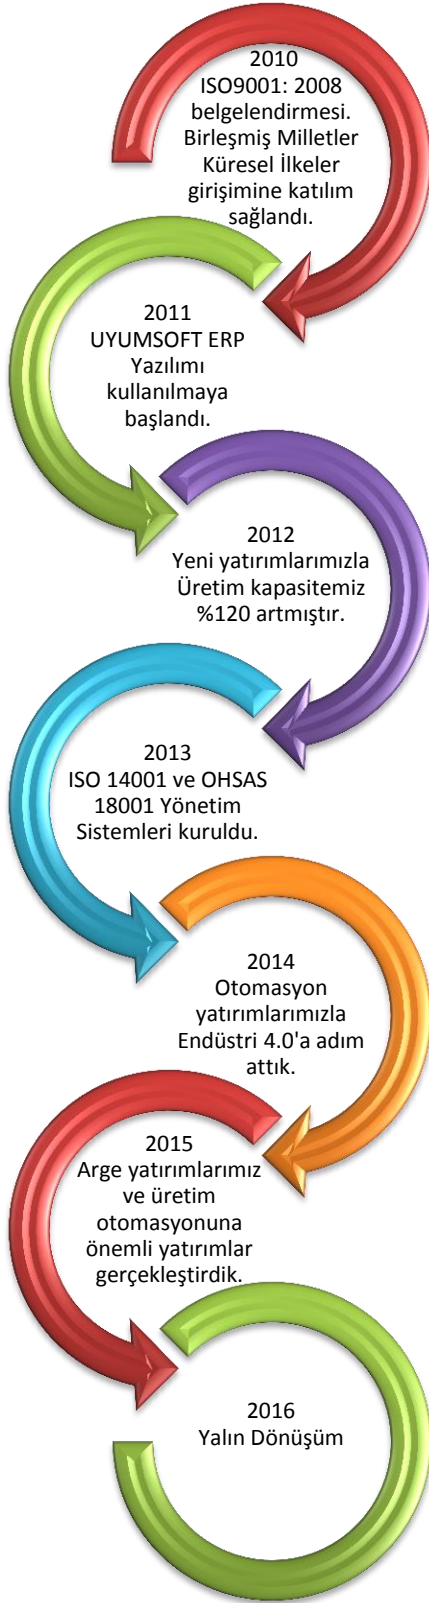 2010
ISO9001: 2008
belgelendirmesi.
Birleşmiş Milletler
Küresel İlkeler
girişimine katılım
sağlandı.
2011
UYUMSOFT ERP
Yazılımı
kullanılmaya
başlandı.
2012
Yeni yatırımlarımızla
Üretim kapasitemiz
%120 artmıştır.
2013
ISO 14001 ve OHSAS
18001 Yönetim
Sistemleri kuruldu.
2014
Otomasyon
yatırımlarımızla
Endüstri 4.0'a adım
attık.
2015
Arge yatırımlarımız
ve üretim
otomasyonuna
önemli yatırımlar
gerçekleştirdik.
2016
Yalın Dönüşüm